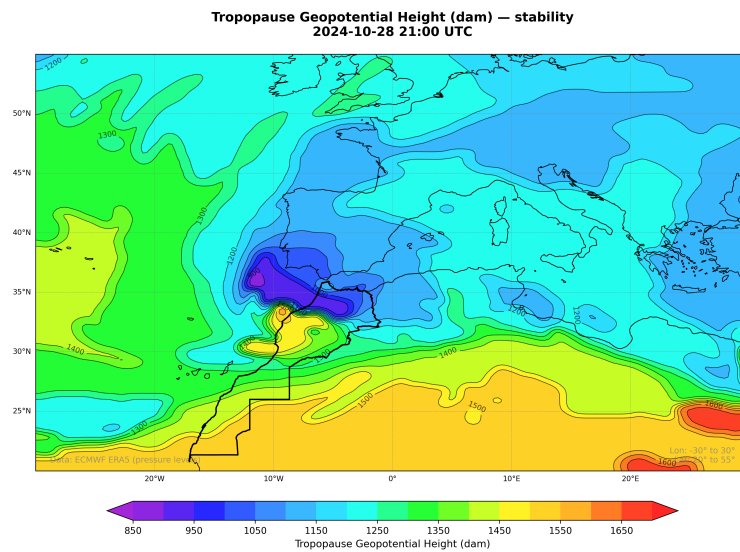 Tropopause Geopotential Height (dam) — stability
2024-10-28 21:00 UTC
1200
1300
50°N
45°N
1300
40°N
1200
35°N
1200
1200
30°N
1400
1400
1500
1500
25°N
1300
1600
Data: ECMWF ERA5 (pressure levels)
1600
Lon: -30° to 30°
20°W
10°W
0°
10°E
20°E
850
950
1050
1150
1250
1350
1450
1550
1650
Tropopause Geopotential Height (dam)